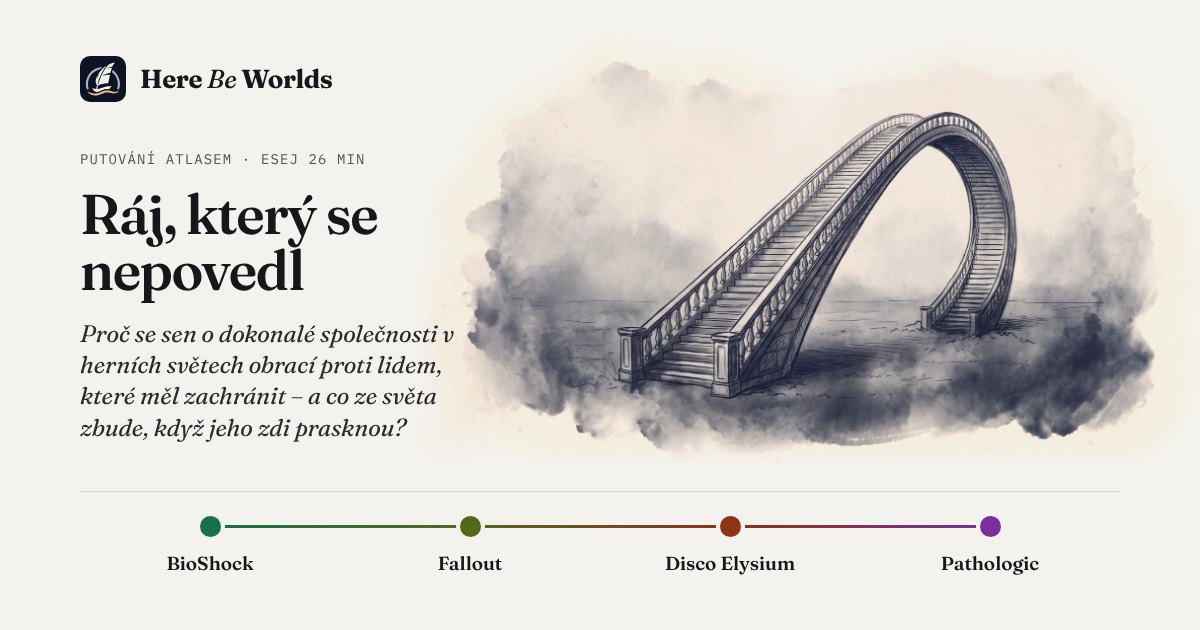 Here Be Worlds
PUTOVÁNÍ ATLASEM · ESEJ 26 MIN
Ráj, který se
nepovedl
Proč se sen o dokonalé společnosti v
herních světech obrací proti lidem,
které měl zachránit – a co ze světa
zbude, když jeho zdi prasknou?
BioShock
Fallout
Disco Elysium
Pathologic